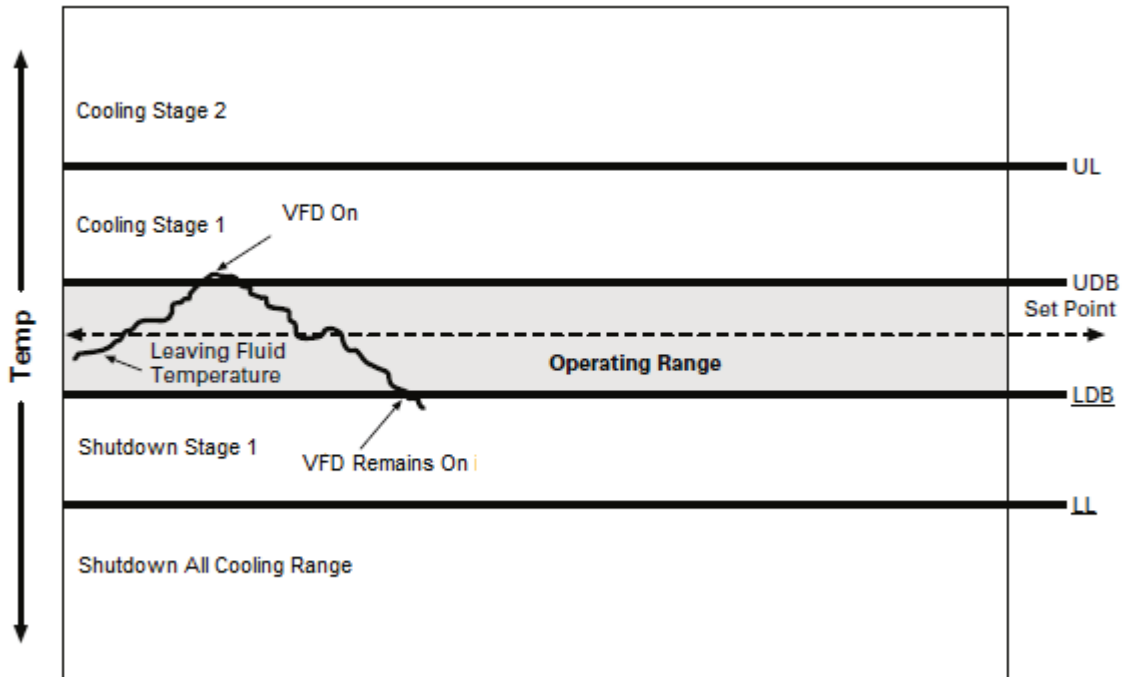 Cooling Stage 2
UL
Cooling Stage 1
VFD On
UDB
Set Point
Temp
Leaving Fluid
Temperature
Operating Range
LDB
Shutdown Stage 1
VFD Remains On i
LL
Shutdown All Cooling Range